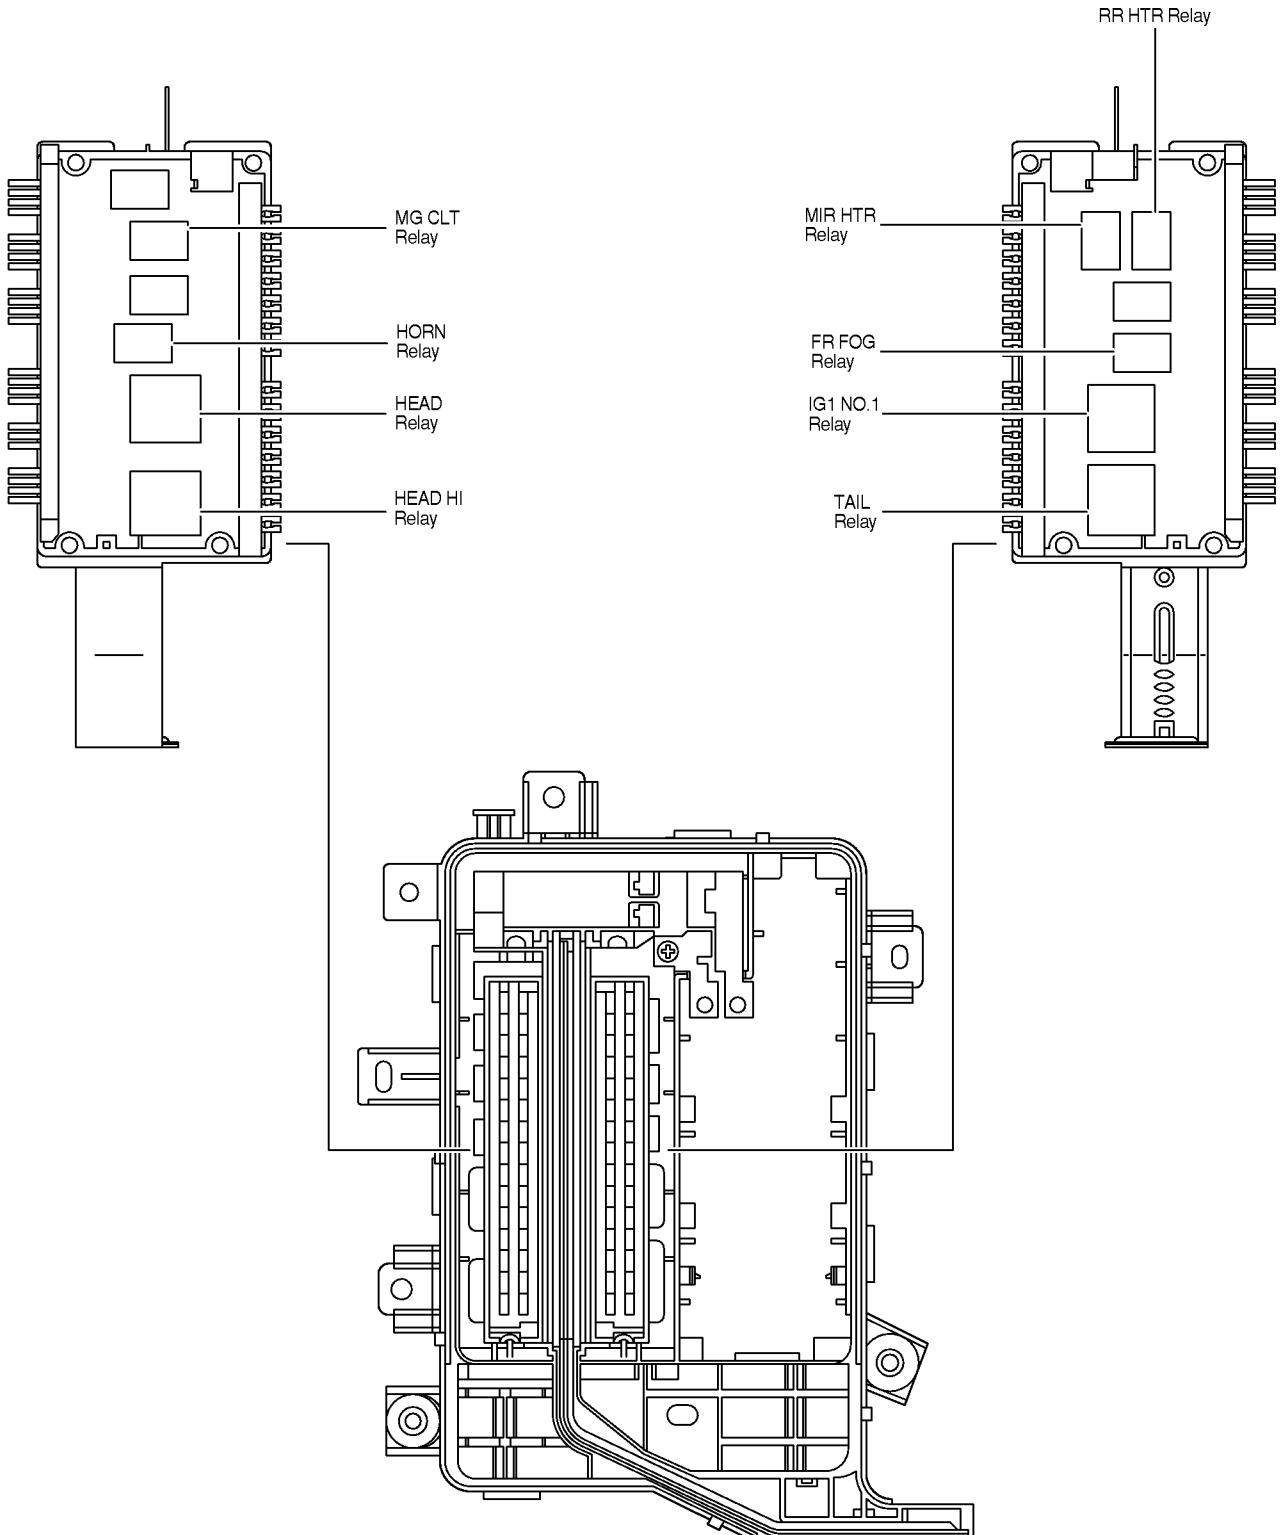 RR HTR Relay
MG CLT
Relay
HORN
Relay
HEAD
Relay
HEAD HI
Relay
MIR HTR
Relay
FR FOG
Relay
IG1 NO.1
Relay
TAIL
Relay